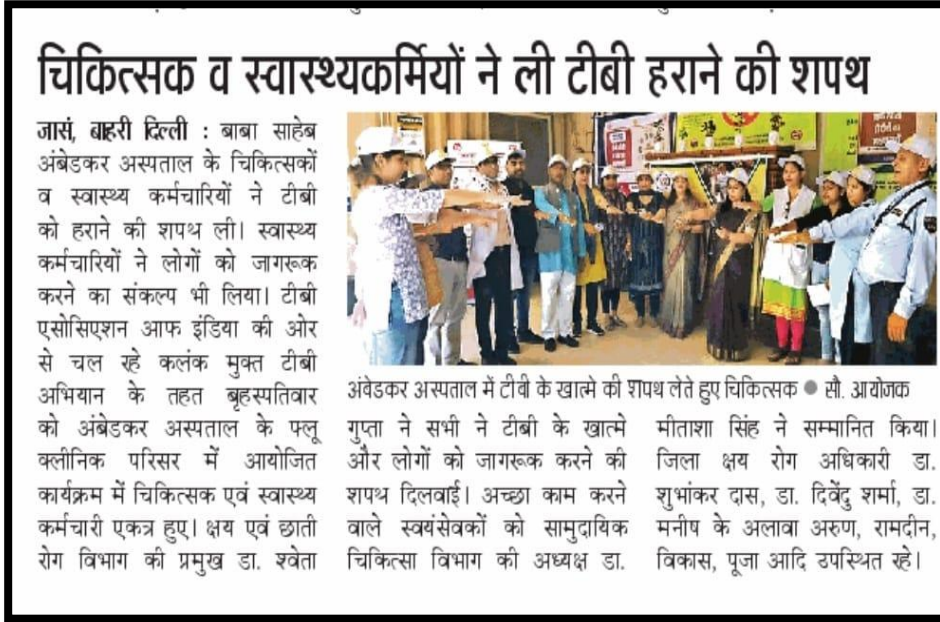 चिकित्सक व स्वास्थ्यकर्मियों ने ली टीबी हराने की शपथ
जासं, बाहरी दिल्ली : बाबा साहेब
अंबेडकर अस्पताल के चिकित्सकों
व स्वास्थ्य कर्मचारियों ने टीबी
को हराने की शपथ ली। स्वास्थ्य
कर्मचारियों ने लोगों को जागरूक
करने का संकल्प भी लिया। टीबी
एसोसिएशन आफ इंडिया की ओर
से चल रहे कलंक मुक्त टीबी
अभियान के तहत बृहस्पतिवार
को अंबेडकर अस्पताल के फ्लू
क्लीनिक परिसर में आयोजित
कार्यक्रम में चिकित्सक एवं स्वास्थ्य
कर्मचारी एकत्र हुए। क्षय एवं छाती
रोग विभाग की प्रमुख डा. श्वेता
अंबेडकर अस्पताल में टीबी के खात्मे की शपथ लेते हुए चिकित्सक ● सौ. आयोजक
गुप्ता ने सभी ने टीबी के खात्मे
और लोगों को जागरूक करने की
शपथ दिलवाई। अच्छा काम करने
वाले स्वयंसेवकों को सामुदायिक
चिकित्सा विभाग की अध्यक्ष डा.
मीताशा सिंह ने सम्मानित किया।
जिला क्षय रोग अधिकारी डा.
शुभांकर दास, डा. दिवेंदु शर्मा, डा.
मनीष के अलावा अरुण, रामदीन,
विकास, पूजा आदि उपस्थित रहे।